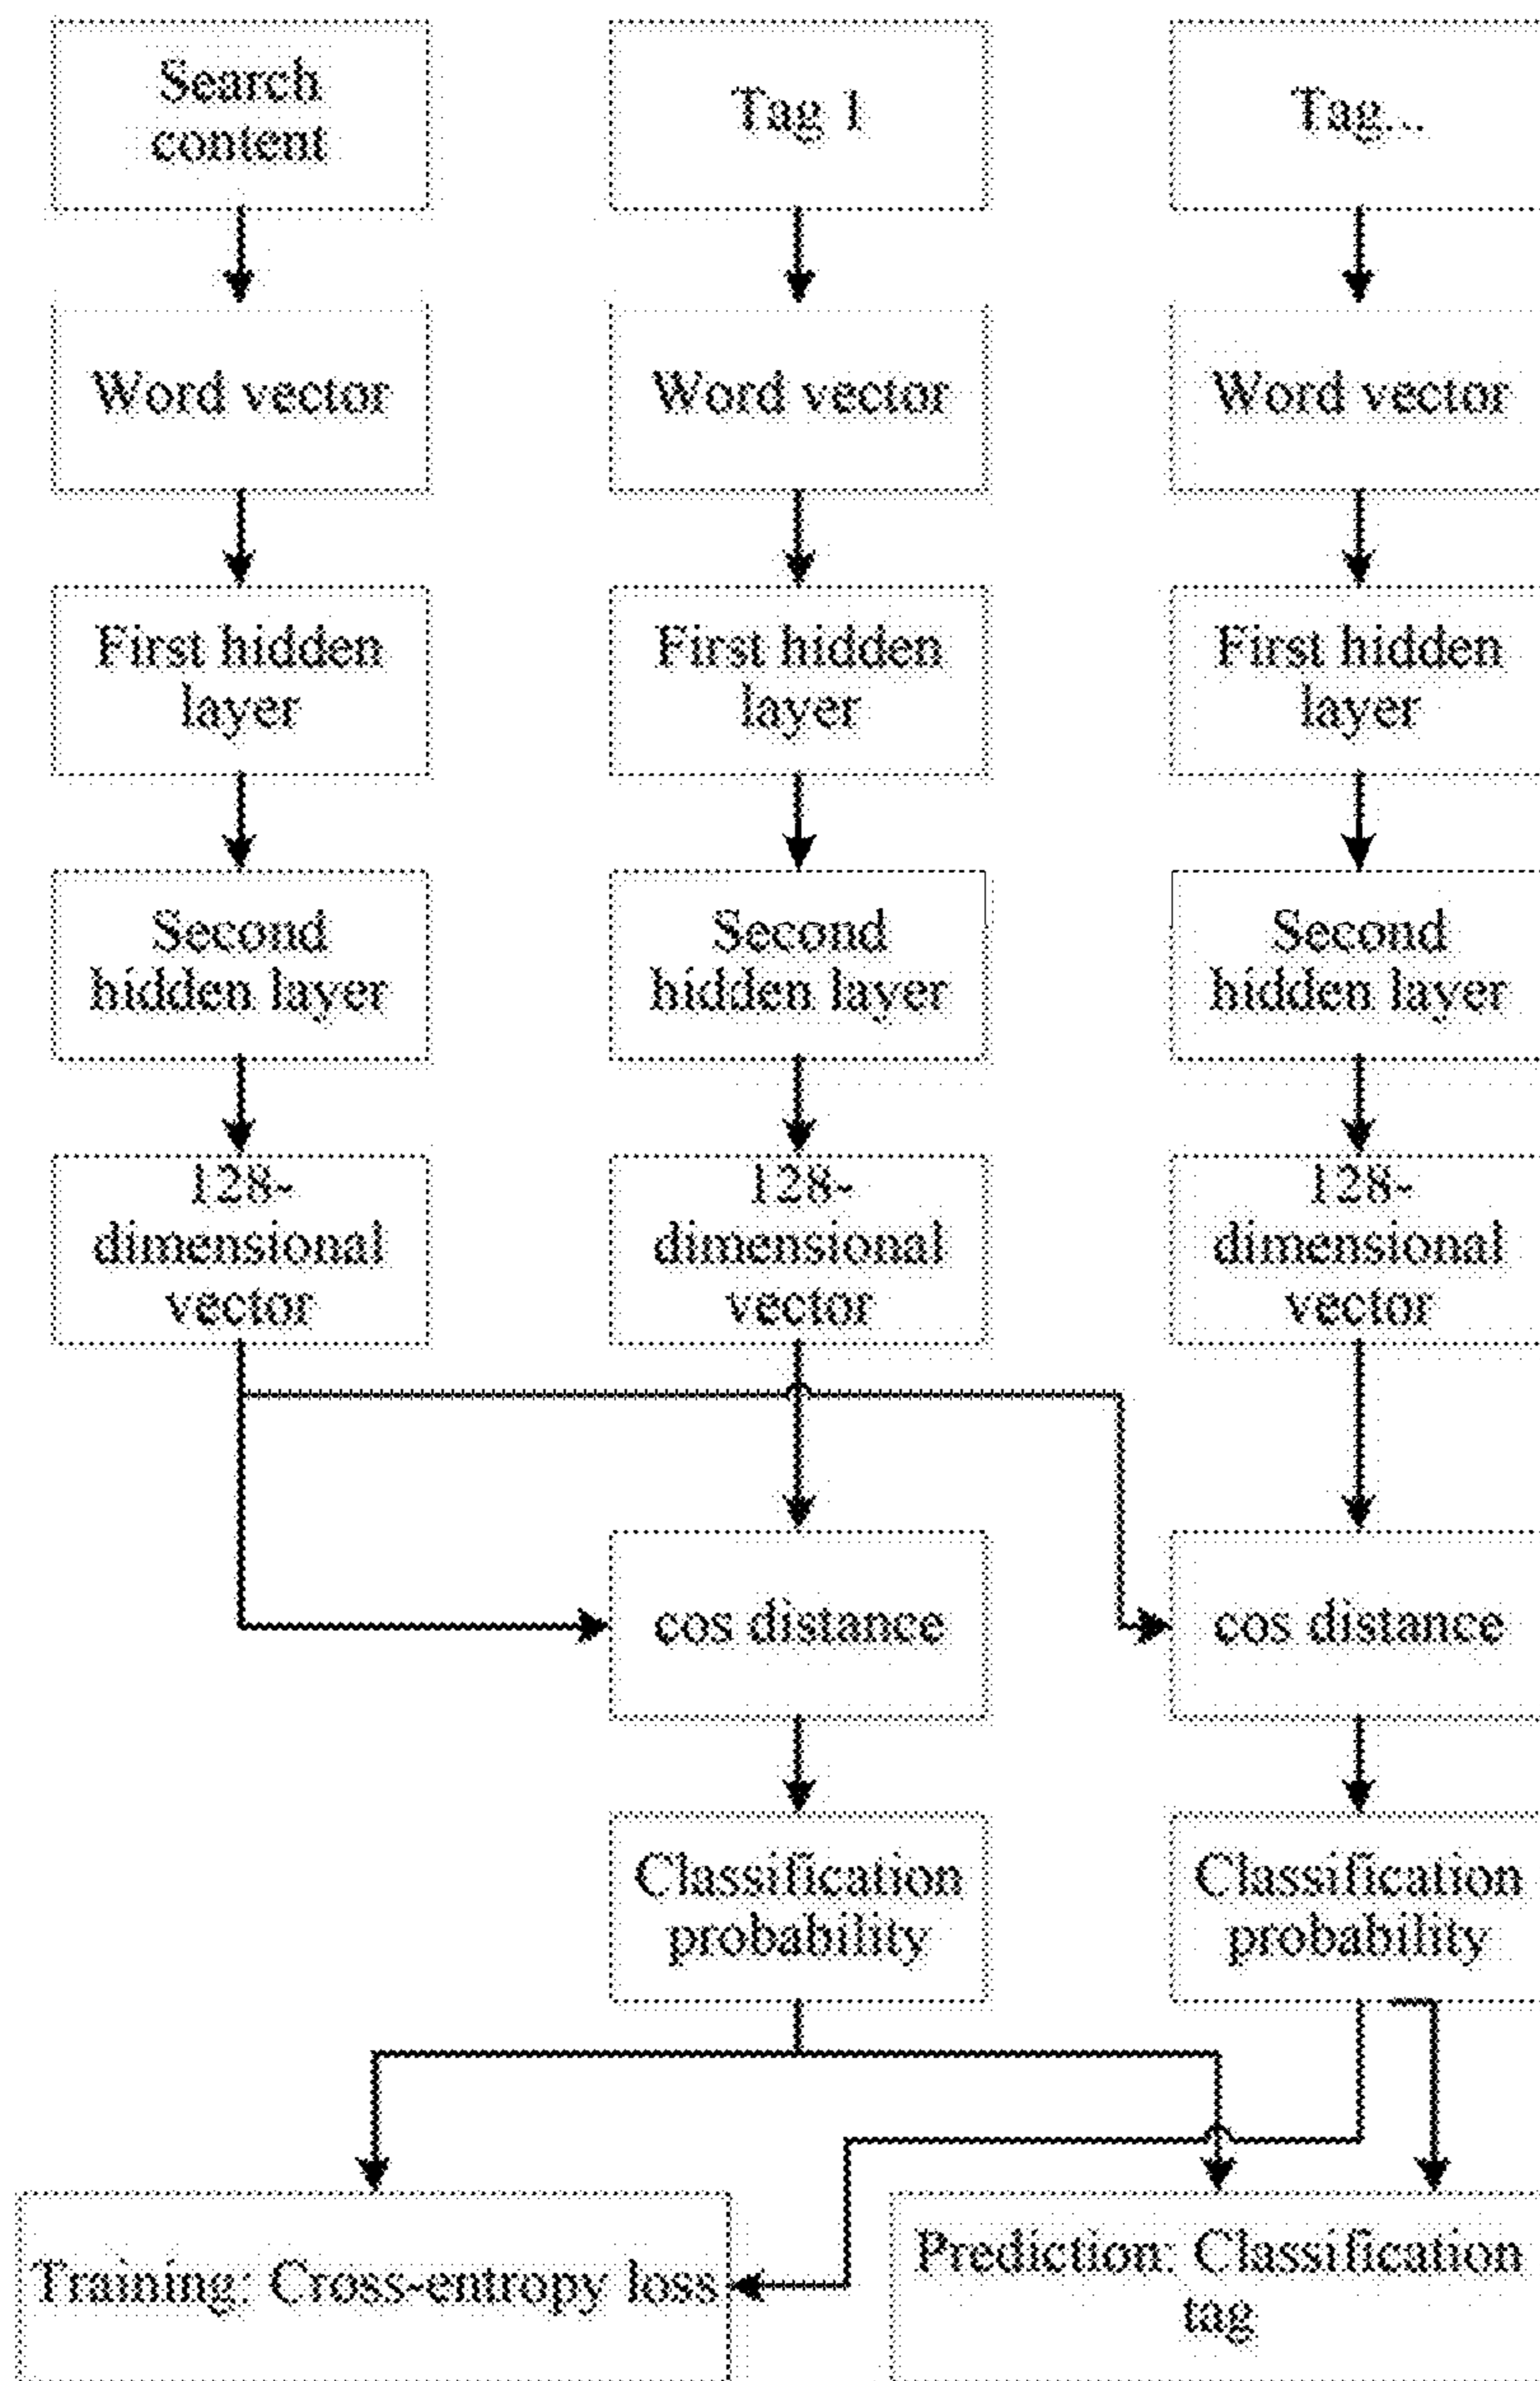 Search
content
Tag 1
Tag...
Word vector
Word vector
Word vector
First hidden
layer
First hidden
layer
First hidden
layer
Second
hidden layer
Second
hidden layer
Second
hidden layer
128-
dimensional
vector
128-
dimensional
vector
128-
dimensional
vector
cos distance
cos distance
Classification
probability
Classification
probability
Training: Cross-entropy loss
Prediction: Classification
tag